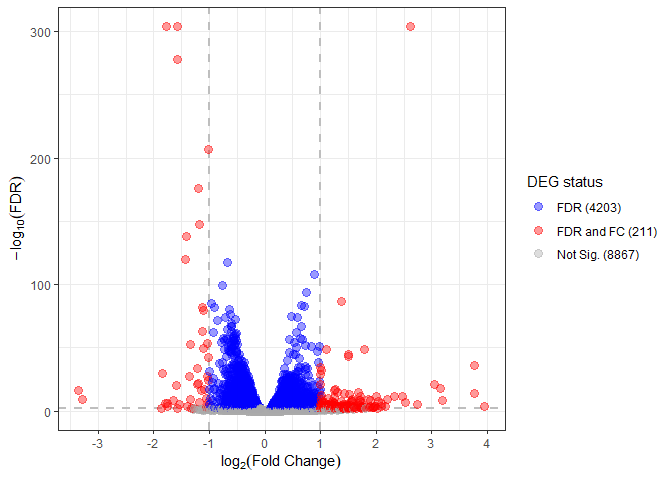 300
200
100
0
−log10(FDR)
-3
-2
-1
0
1
2
3
4
log2(Fold Change)
DEG status
FDR (4203)
FDR and FC (211)
Not Sig. (8867)